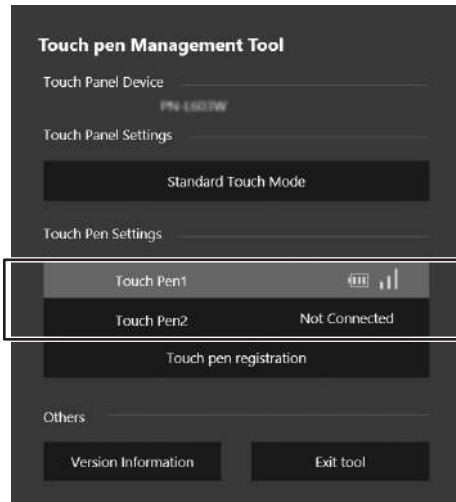 Touch pen Management Tool
Touch Panel Device
Touch Panel Settings
Standard Touch Mode
Touch Pen Settings
Touch Pen1
Touch Pen2 Not Connected
Touch pen registration
Others
Version Information Exit tool